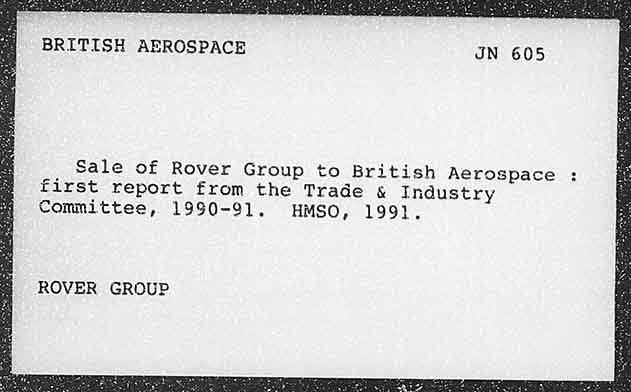 BRITISH AEROSPACE
JN 605
Sale of Rover Group to British Aerospace :
first report from the Trade & Industry
Committee, 1990-91. HMSO, 1991.
ROVER GROUP